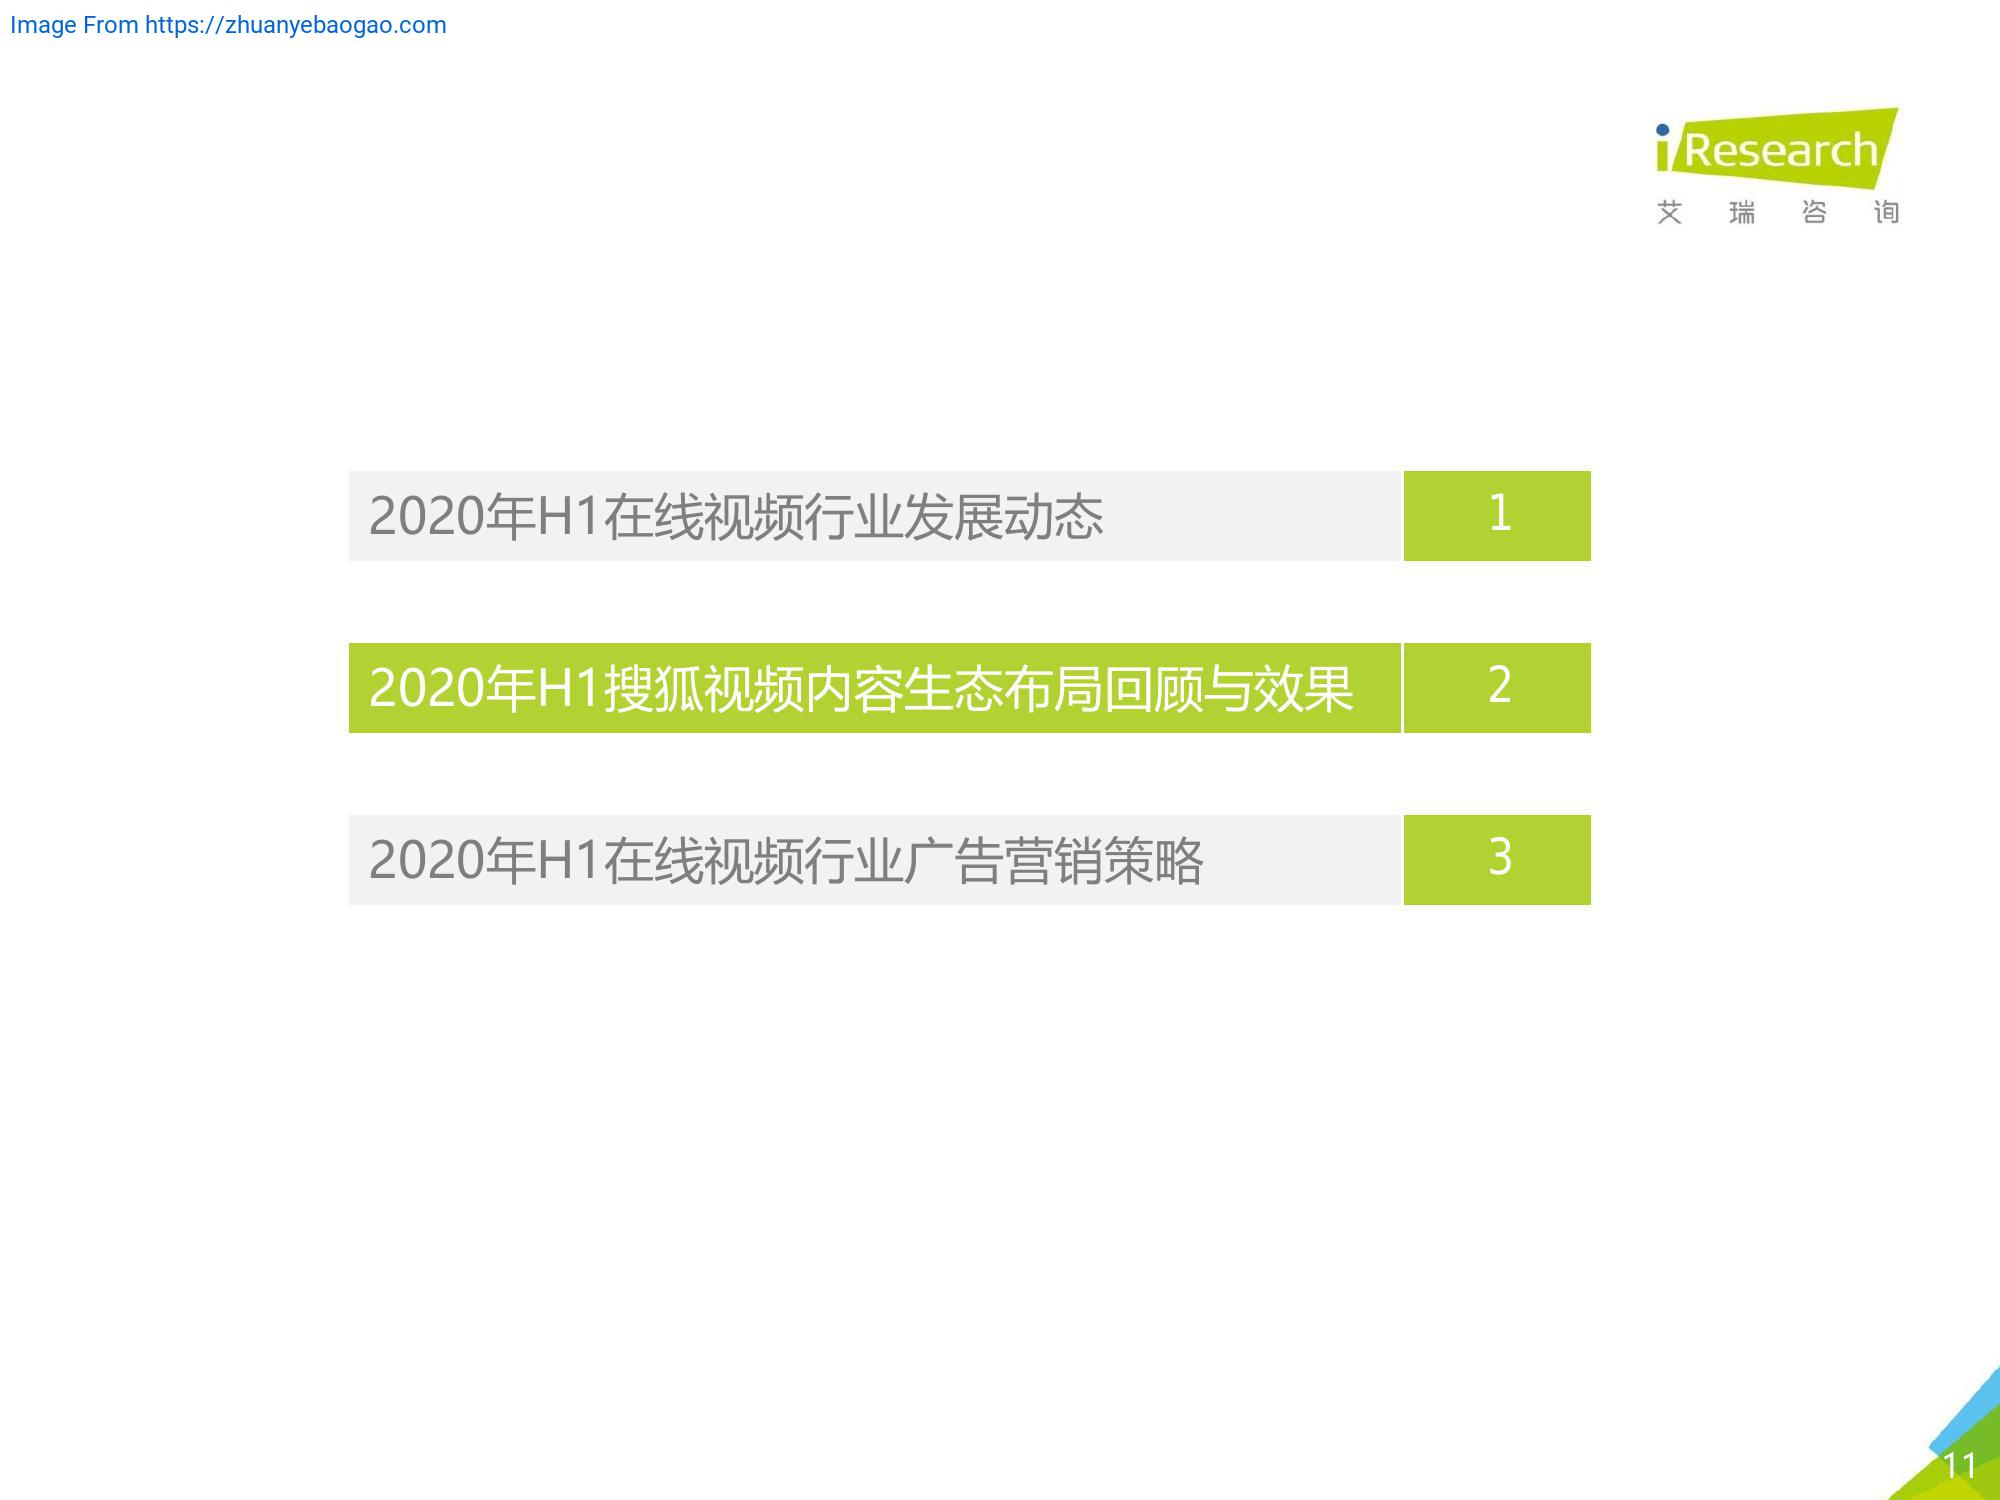 Image From https://zhuanyebaogao.com
iResearch
艾瑞咨询
2020年H1在线视频行业发展动态 1
2020年H1搜狐视频内容生态布局回顾与效果 2
2020年H1在线视频行业广告营销策略 3
11